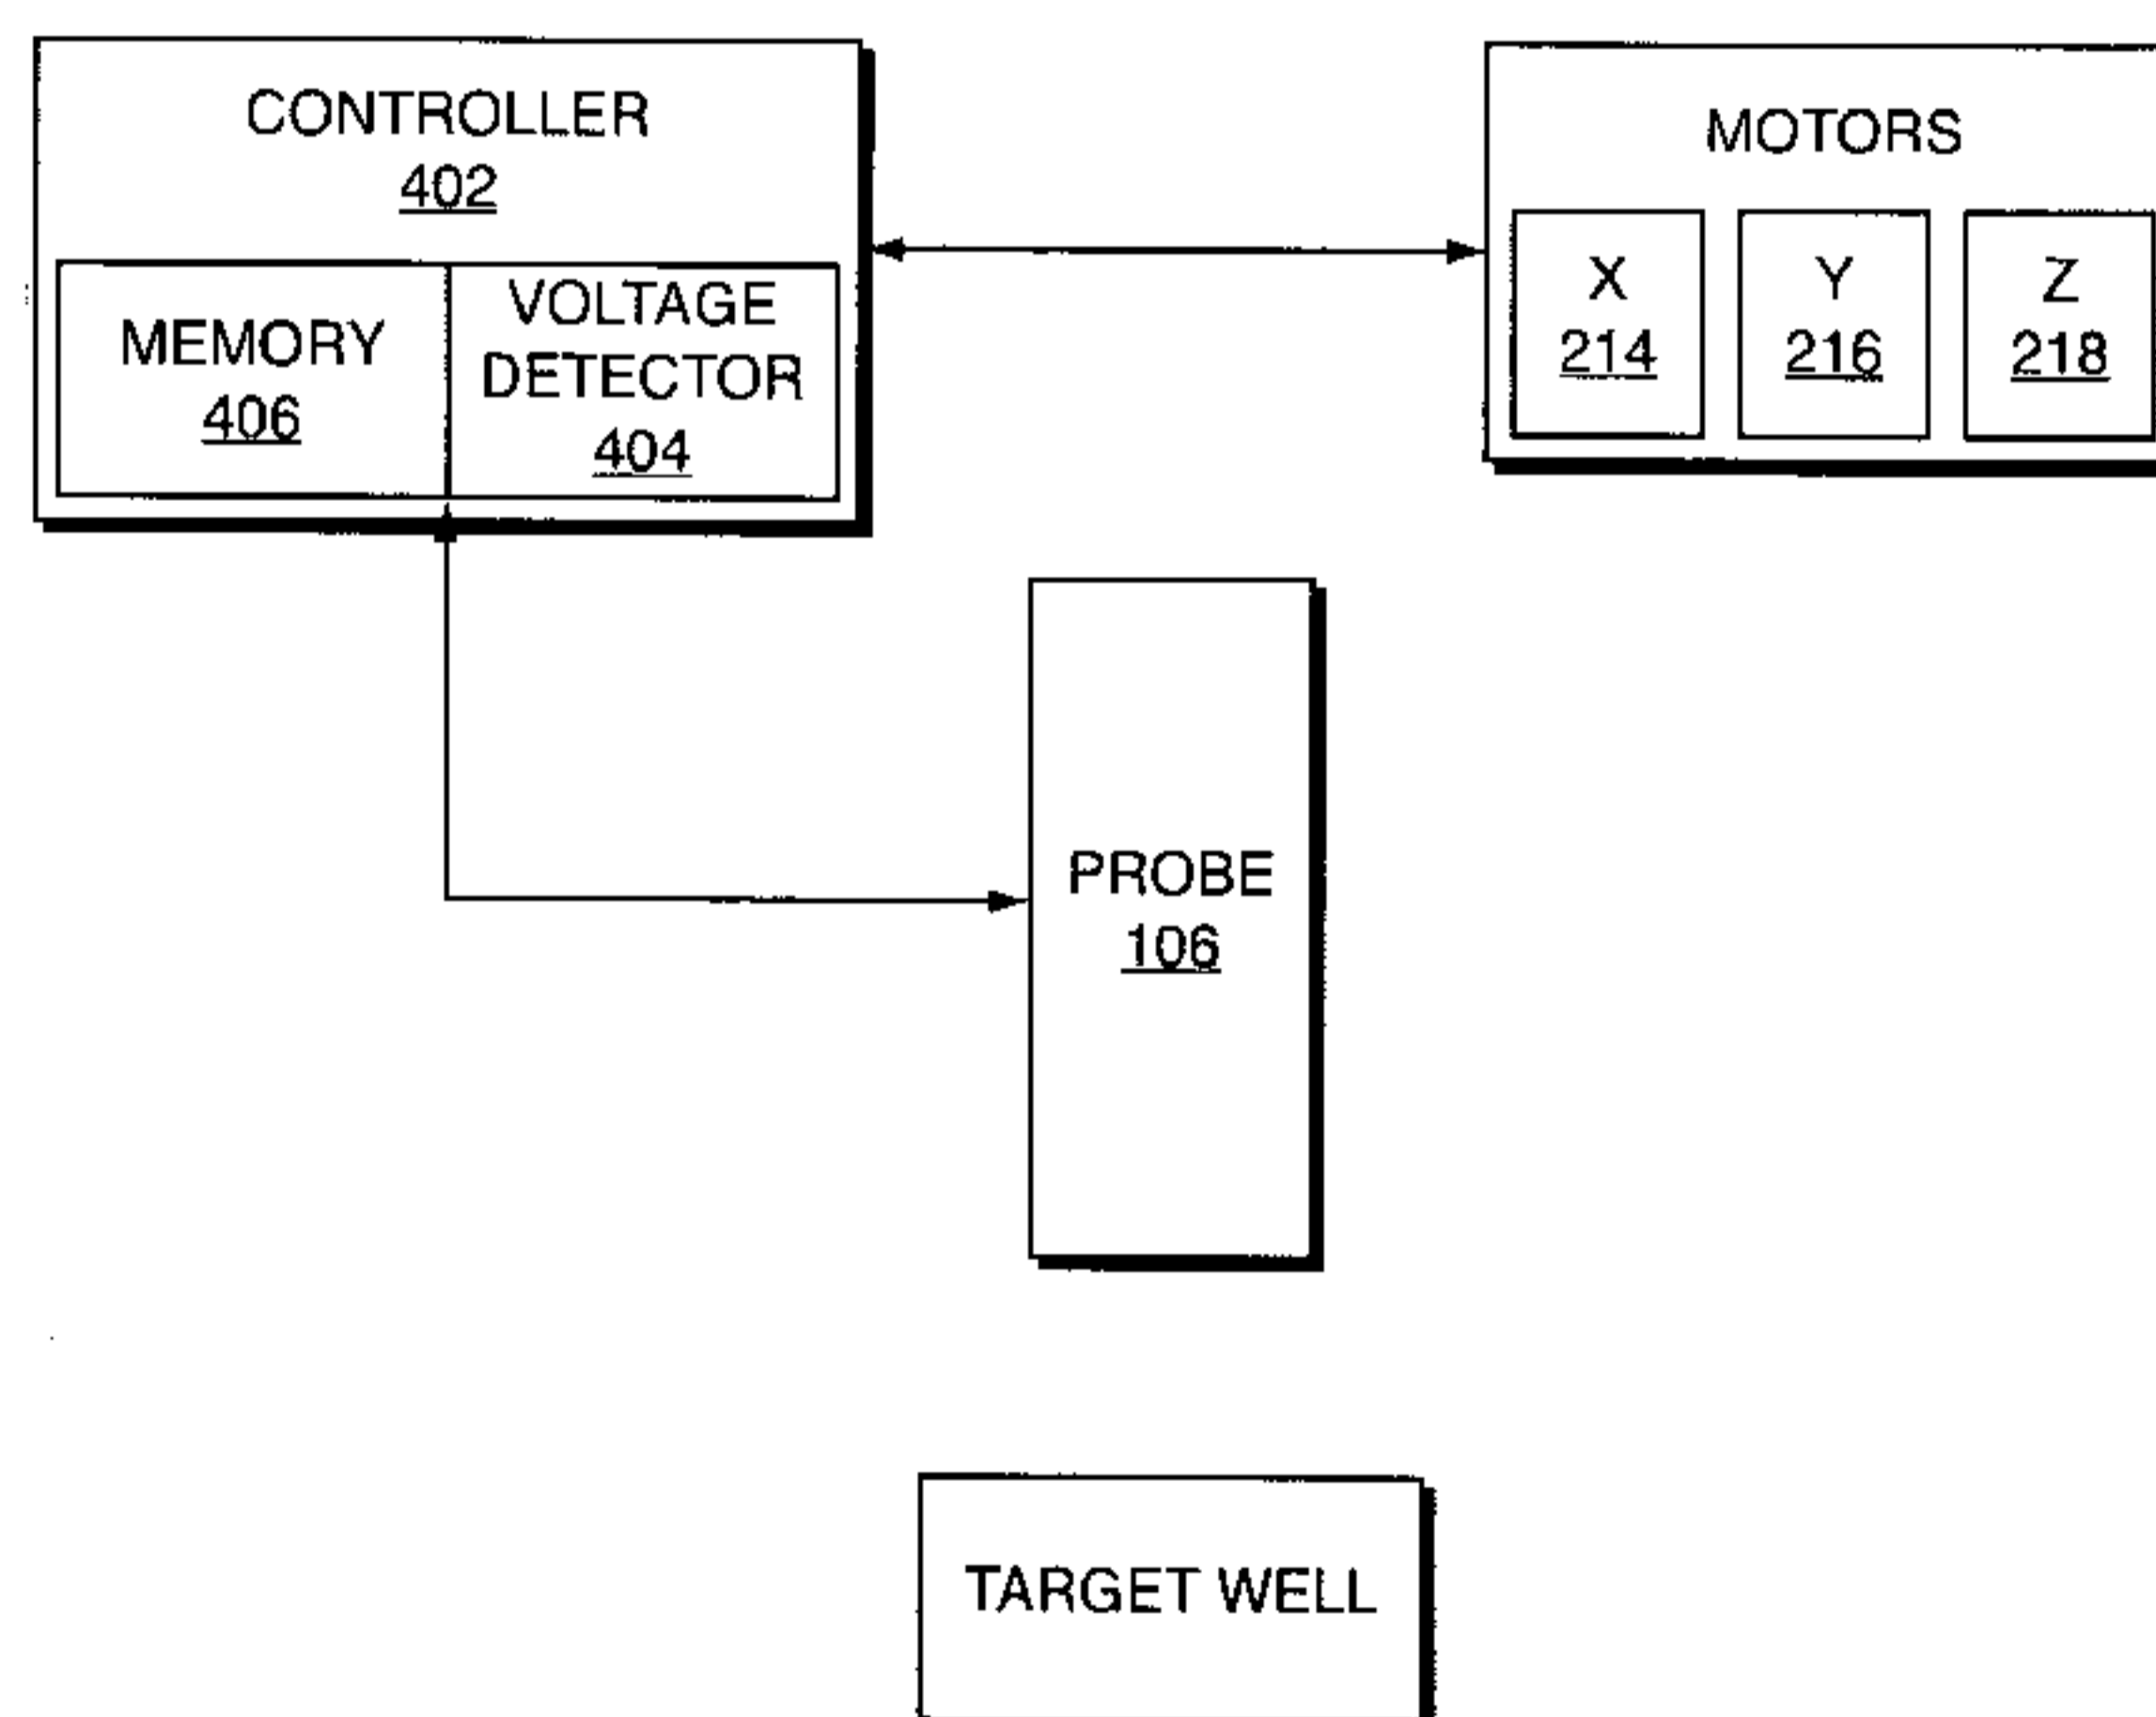 CONTROLLER
402
MEMORY
406
VOLTAGE
DETECTOR
404
MOTORS
X
214
Y
216
Z
218
PROBE
106
TARGET WELL